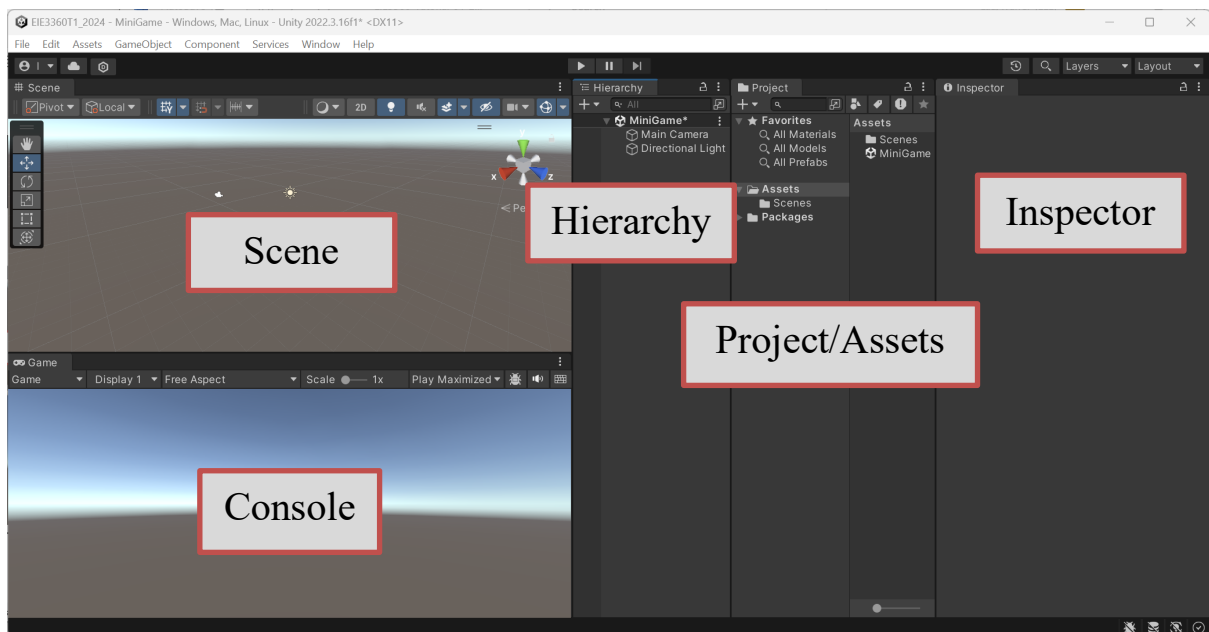 EIE3360T1_2024 - MiniGame - Windows, Mac, Linux - Unity 2022.3.16f1* <DX11>
File Edit Assets GameObject Component Services Window Help
Layers Layout
Scene
Pivot Local 2D
y
x z
Pe
Scene
Game
Game Display 1 Free Aspect Scale 1x Play Maximized
Console
Hierarchy
All
MiniGame*
Main Camera
Directional Light
Hierarchy
Project
Favorites
All Materials
All Models
All Prefabs
Assets
Scenes
Packages
Assets
Scenes
MiniGame
Project/Assets
Inspector
Inspector